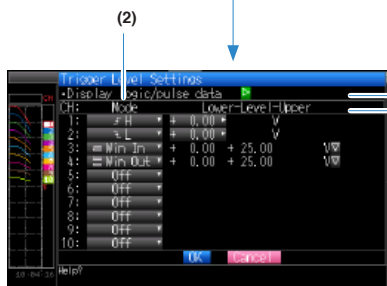 (2)
Trigger Level Settings
•Display logic/pulse data
CH: Mode Lower-Level-Upper
1: H + 0.00 V
2: L + 0.00 V
3: Win In + 0.00 + 25.00 V
4: Win Out + 0.00 + 25.00 V
5: Off
6: Off
7: Off
8: Off
9: Off
10: Off
OK Cancel
Help?